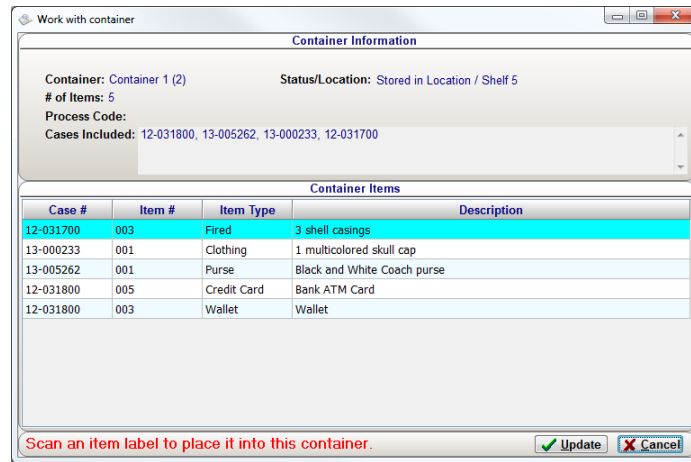 Work with container
Container Information
Container: Container 1 (2) Status/Location: Stored in Location / Shelf 5
# of Items: 5
Process Code:
Cases Included: 12-031800, 13-005262, 13-000233, 12-031700
Container Items
Case # Item # Item Type Description
12-031700 003 Fired 3 shell casings
13-000233 001 Clothing 1 multicolored skull cap
13-005262 001 Purse Black and White Coach purse
12-031800 005 Credit Card Bank ATM Card
12-031800 003 Wallet Wallet
Scan an item label to place it into this container. Update Cancel